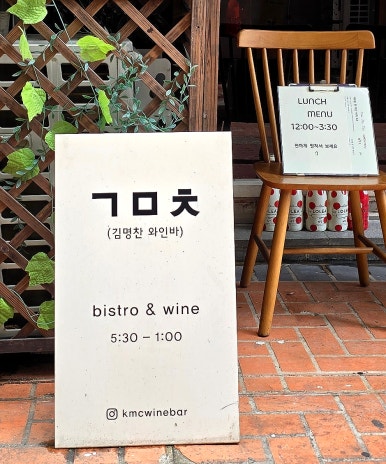 ㄱㅁㅊ
(김명찬 와인바)
bistro & wine
5:30 – 1:00
kmcwinebar
LUNCH
MENU
12:00~3:30